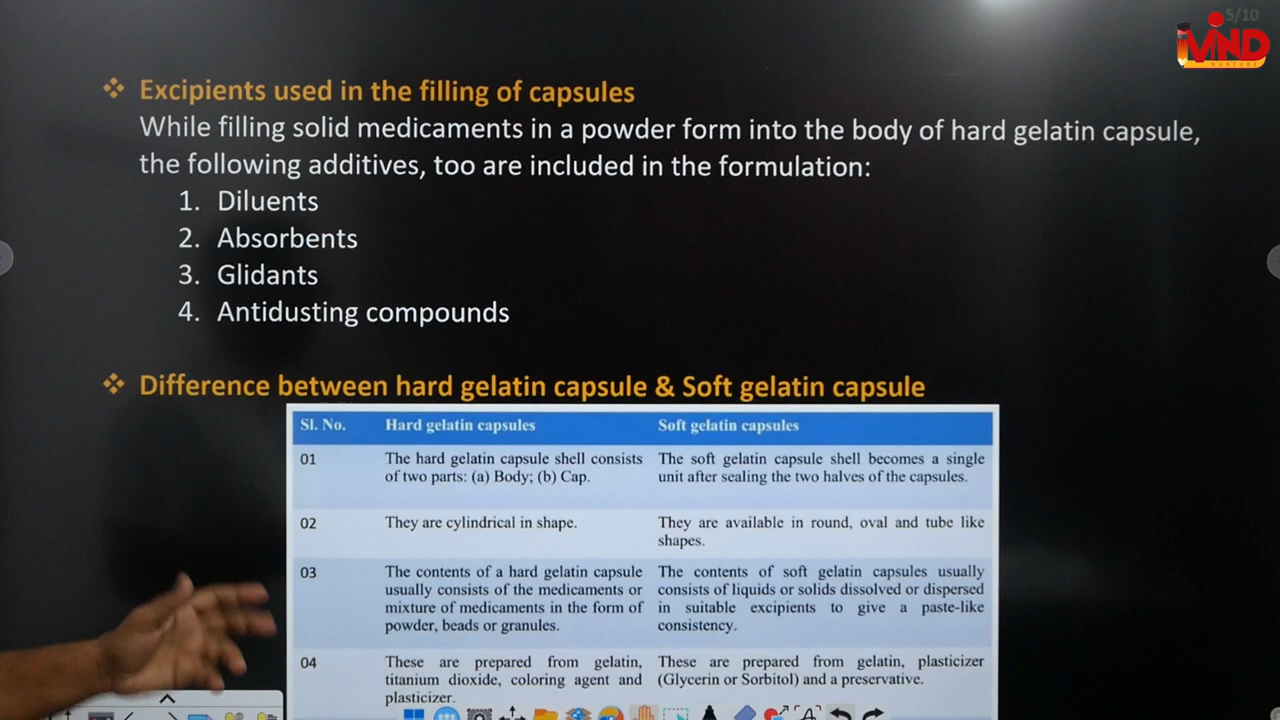 5/10
iMIND
NURTURE
❖ Excipients used in the filling of capsules
While filling solid medicaments in a powder form into the body of hard gelatin capsule,
the following additives, too are included in the formulation:
1. Diluents
2. Absorbents
3. Glidants
4. Antidusting compounds
❖ Difference between hard gelatin capsule & Soft gelatin capsule
Sl. No. Hard gelatin capsules Soft gelatin capsules
01 The hard gelatin capsule shell consists The soft gelatin capsule shell becomes a single
of two parts: (a) Body; (b) Cap. unit after sealing the two halves of the capsules.
02 They are cylindrical in shape. They are available in round, oval and tube like
shapes.
03 The contents of a hard gelatin capsule The contents of soft gelatin capsules usually
usually consists of the medicaments or consists of liquids or solids dissolved or dispersed
mixture of medicaments in the form of in suitable excipients to give a paste-like
powder, beads or granules. consistency.
04 These are prepared from gelatin, These are prepared from gelatin, plasticizer
titanium dioxide, coloring agent and (Glycerin or Sorbitol) and a preservative.
plasticizer.